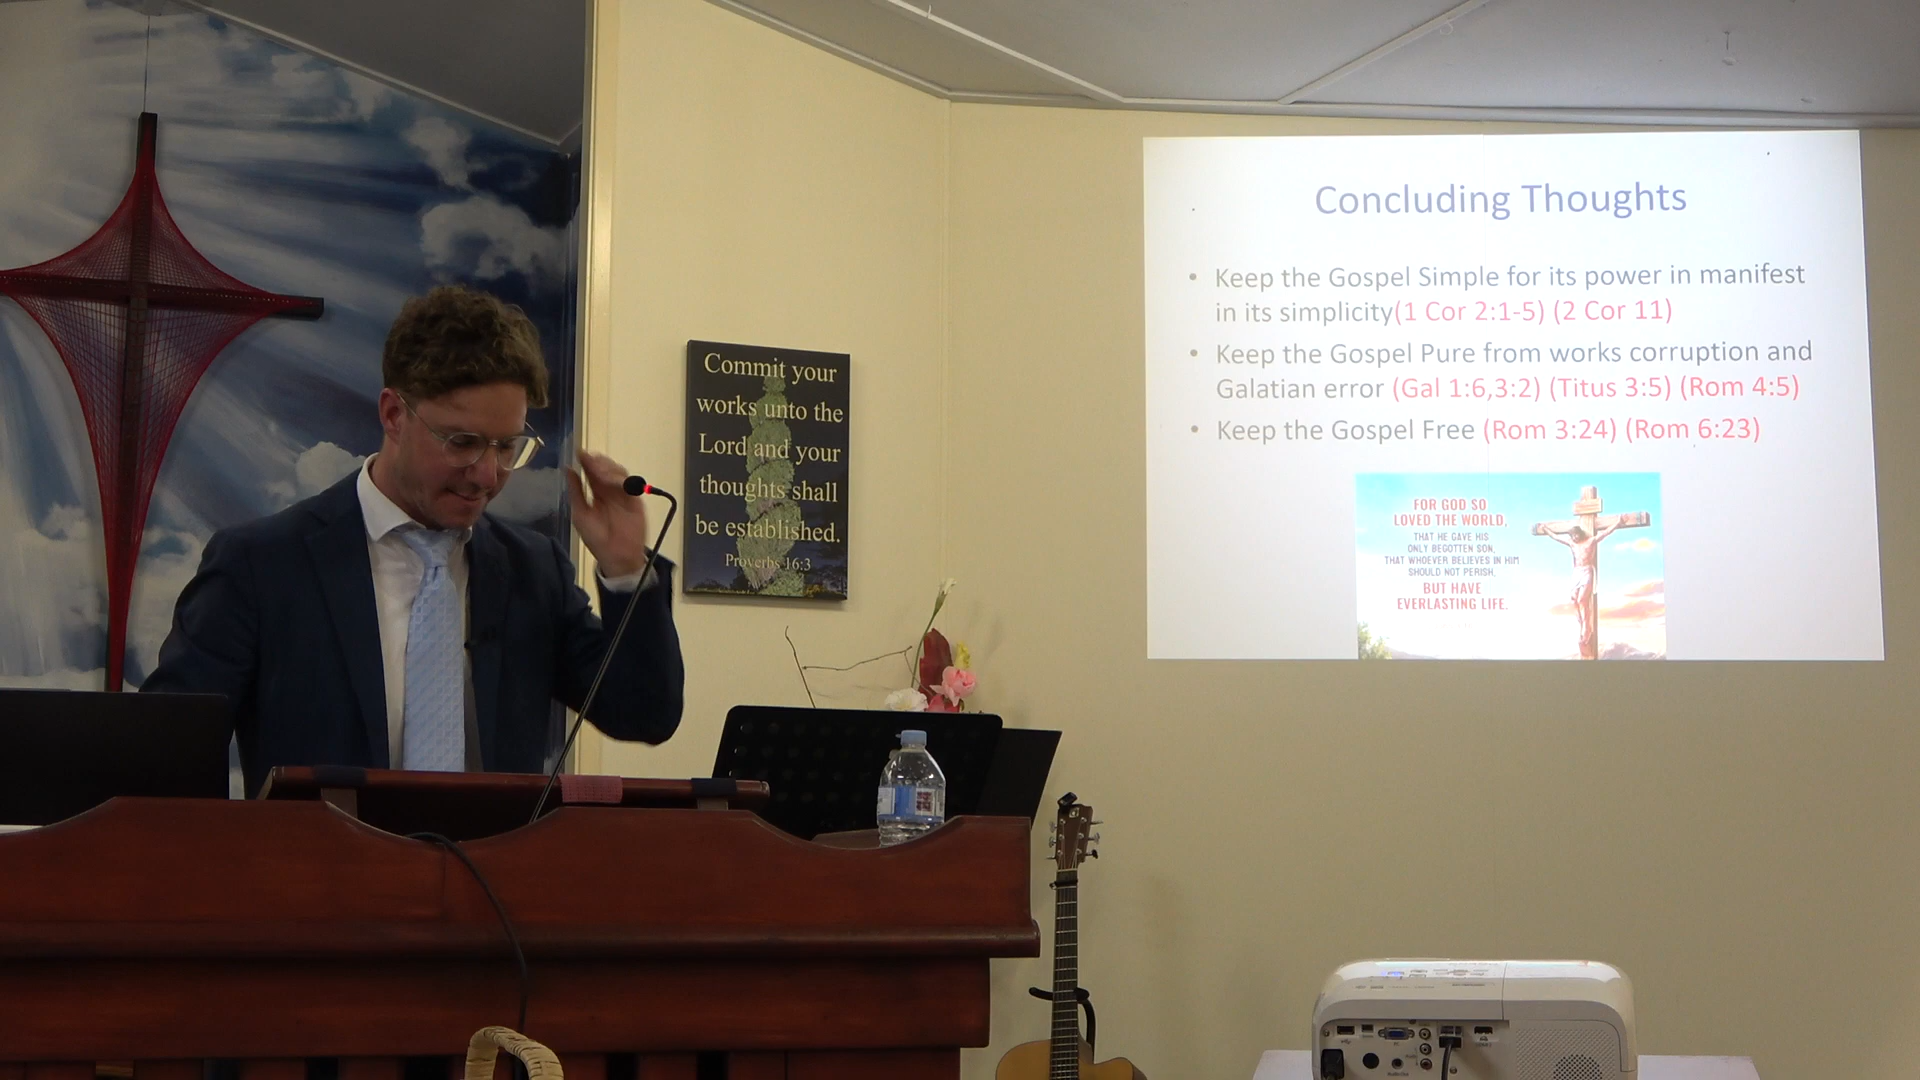 Commit your
works unto the
Lord and your
thoughts shall
be established.
Proverbs 16:3
Concluding Thoughts
• Keep the Gospel Simple for its power in manifest
in its simplicity(1 Cor 2:1-5) (2 Cor 11)
• Keep the Gospel Pure from works corruption and
Galatian error (Gal 1:6,3:2) (Titus 3:5) (Rom 4:5)
• Keep the Gospel Free (Rom 3:24) (Rom 6:23)
FOR GOD SO
LOVED THE WORLD,
THAT HE GAVE HIS
ONLY BEGOTTEN SON,
THAT WHOEVER BELIEVES IN HIM
SHOULD NOT PERISH,
BUT HAVE
EVERLASTING LIFE.